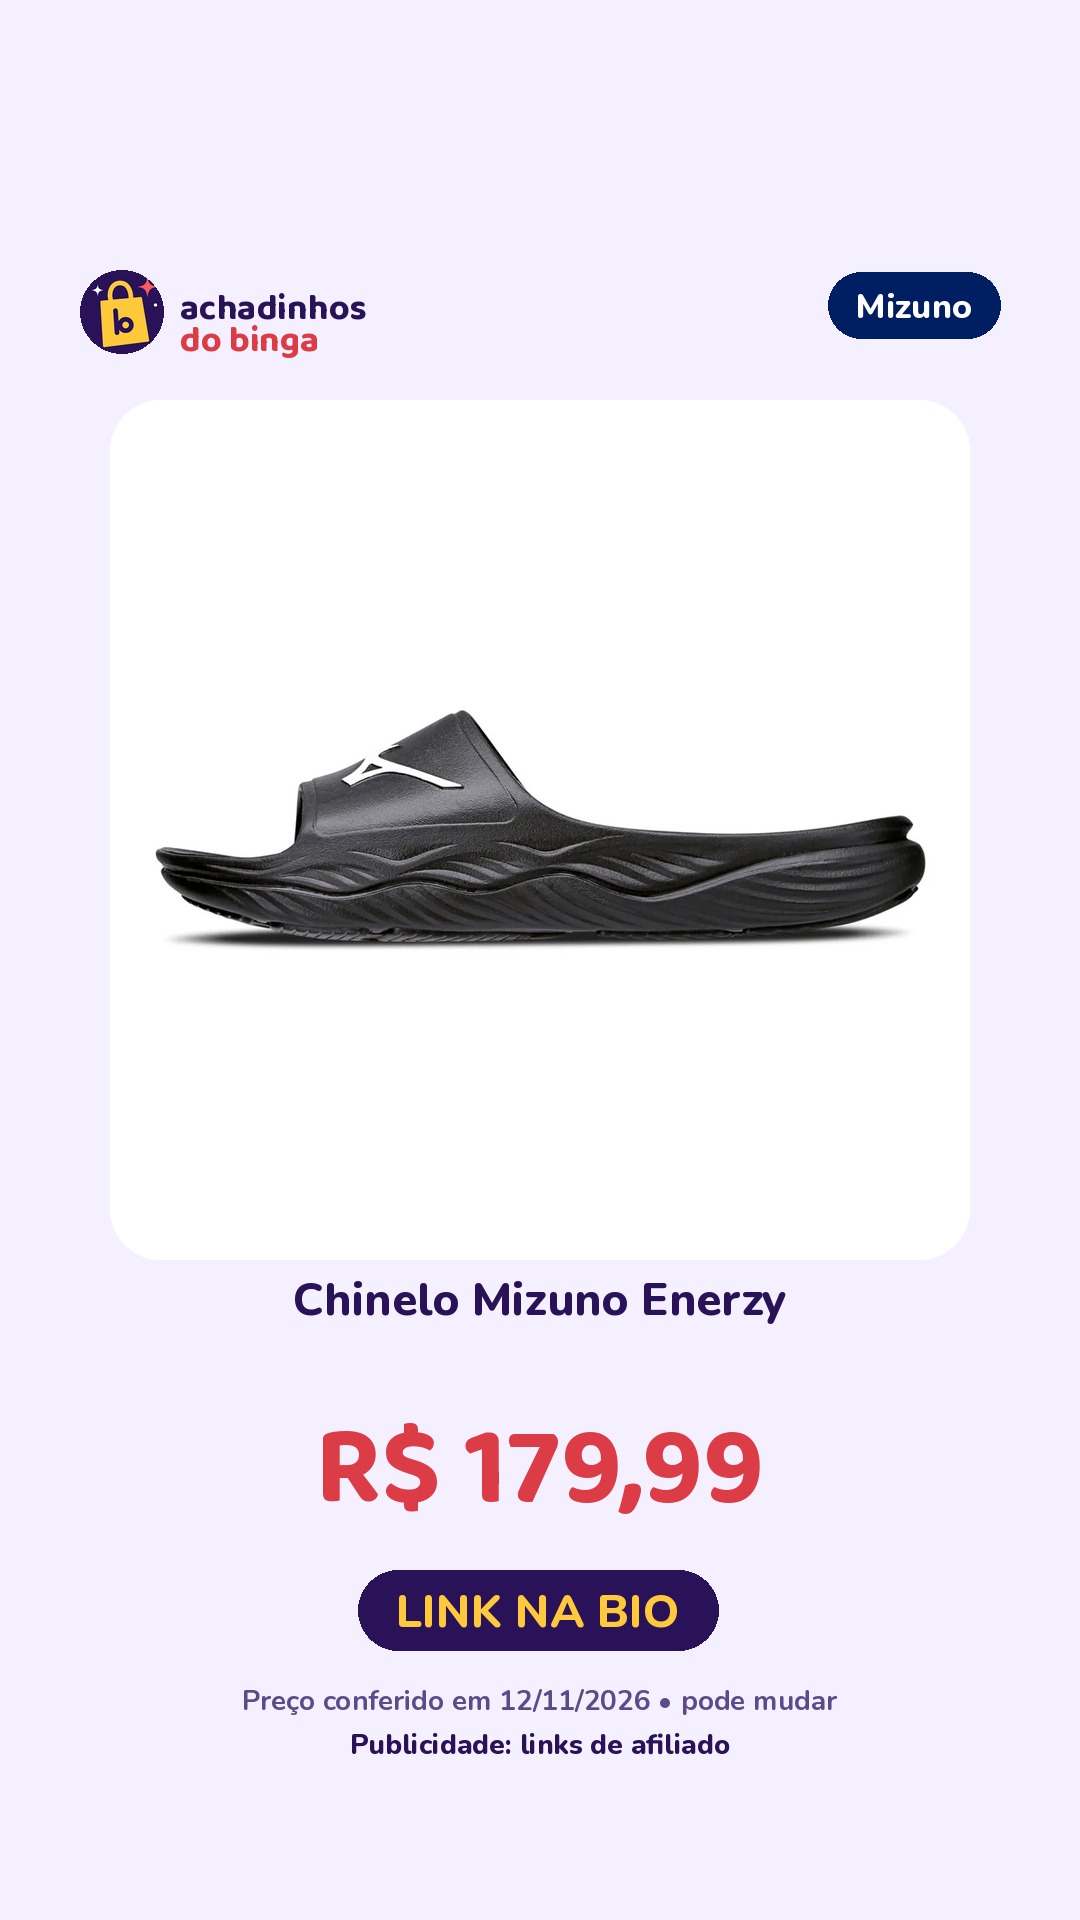 achadinhos
do binga
Mizuno
b
Chinelo Mizuno Enerzy
R$ 179,99
LINK NA BIO
Preço conferido em 12/11/2026 • pode mudar
Publicidade: links de afiliado